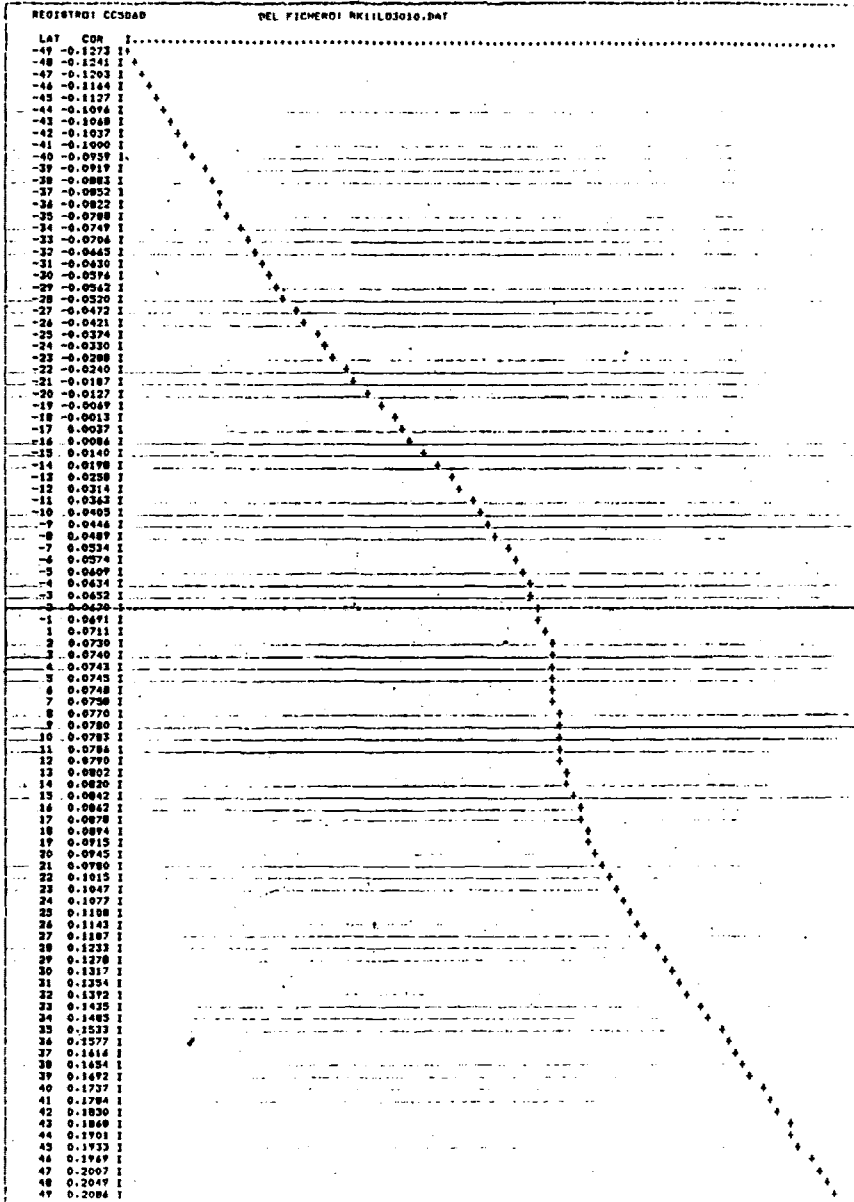 REGISTRO: CCSDAD DEL FICHERO: RK1:L03010.DAT
LAT COR I
-49 -0.1273 I+
-48 -0.1241 I +
-47 -0.1203 I +
-46 -0.1164 I +
-45 -0.1127 I +
-44 -0.1096 I +
-43 -0.1068 I +
-42 -0.1037 I +
-41 -0.1000 I +
-40 -0.0959 I +
-39 -0.0919 I +
-38 -0.0883 I +
-37 -0.0852 I +
-36 -0.0822 I +
-35 -0.0788 I +
-34 -0.0749 I +
-33 -0.0706 I +
-32 -0.0665 I +
-31 -0.0630 I +
-30 -0.0596 I +
-29 -0.0562 I +
-28 -0.0520 I +
-27 -0.0472 I +
-26 -0.0421 I +
-25 -0.0374 I +
-24 -0.0330 I +
-23 -0.0288 I +
-22 -0.0240 I +
-21 -0.0187 I +
-20 -0.0127 I +
-19 -0.0069 I +
-18 -0.0013 I +
-17 0.0037 I +
-16 0.0086 I +
-15 0.0140 I +
-14 0.0198 I +
-13 0.0258 I +
-12 0.0314 I +
-11 0.0363 I +
-10 0.0405 I +
-9 0.0446 I +
-8 0.0489 I +
-7 0.0534 I +
-6 0.0574 I +
-5 0.0609 I +
-4 0.0634 I +
-3 0.0652 I +
-2 0.0670 I +
-1 0.0691 I +
1 0.0711 I +
2 0.0730 I +
3 0.0740 I +
4 0.0743 I +
5 0.0745 I +
6 0.0748 I +
7 0.0758 I +
8 0.0770 I +
9 0.0780 I +
10 0.0783 I +
11 0.0786 I +
12 0.0790 I +
13 0.0802 I +
14 0.0820 I +
15 0.0842 I +
16 0.0862 I +
17 0.0878 I +
18 0.0894 I +
19 0.0915 I +
20 0.0945 I +
21 0.0980 I +
22 0.1015 I +
23 0.1047 I +
24 0.1077 I +
25 0.1108 I +
26 0.1143 I +
27 0.1187 I +
28 0.1233 I +
29 0.1278 I +
30 0.1317 I +
31 0.1354 I +
32 0.1392 I +
33 0.1435 I +
34 0.1485 I +
35 0.1533 I +
36 0.1577 I +
37 0.1616 I +
38 0.1654 I +
39 0.1692 I +
40 0.1737 I +
41 0.1784 I +
42 0.1830 I +
43 0.1868 I +
44 0.1901 I +
45 0.1933 I +
46 0.1969 I +
47 0.2007 I +
48 0.2047 I +
49 0.2086 I +